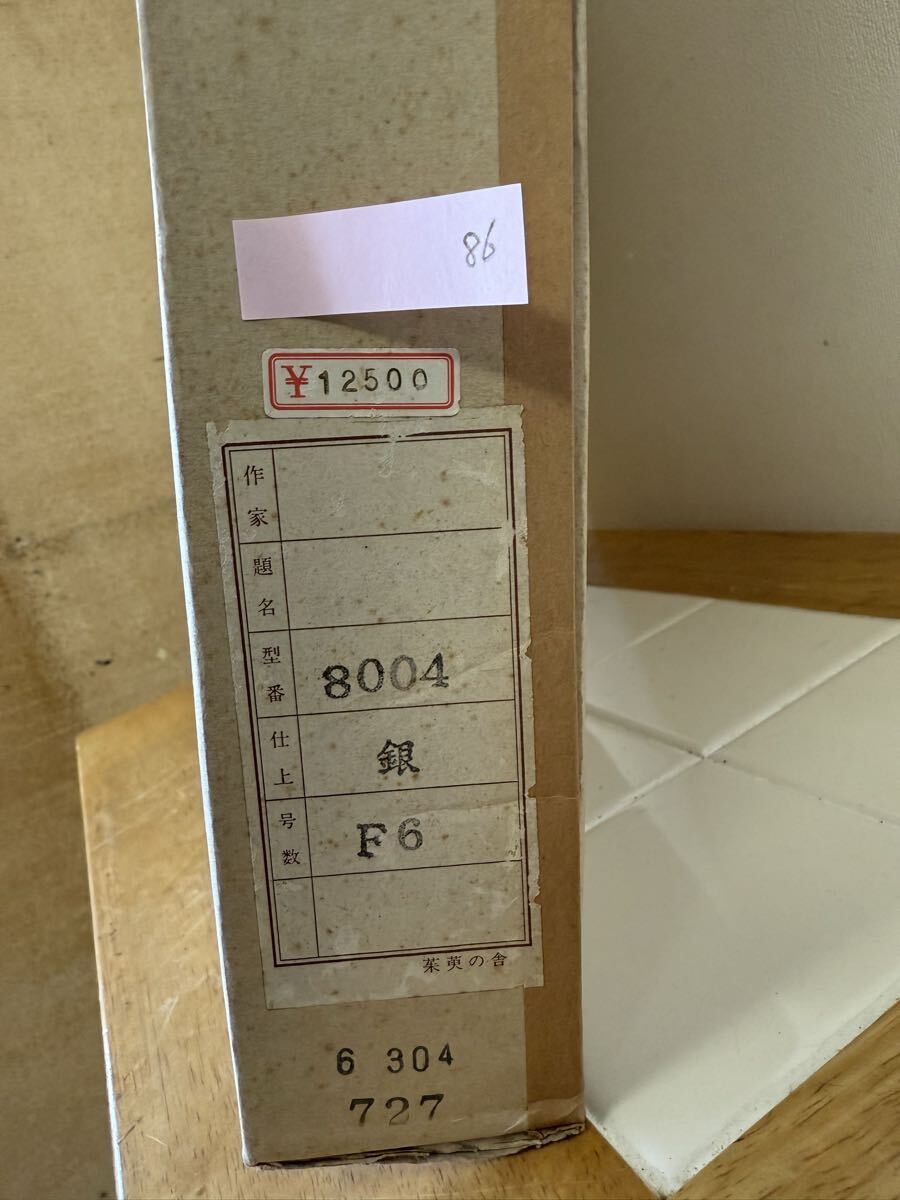 86
¥12500
作家
題名
型番 8004
仕上 銀
号数 F6
茱萸の舎
6 304
727